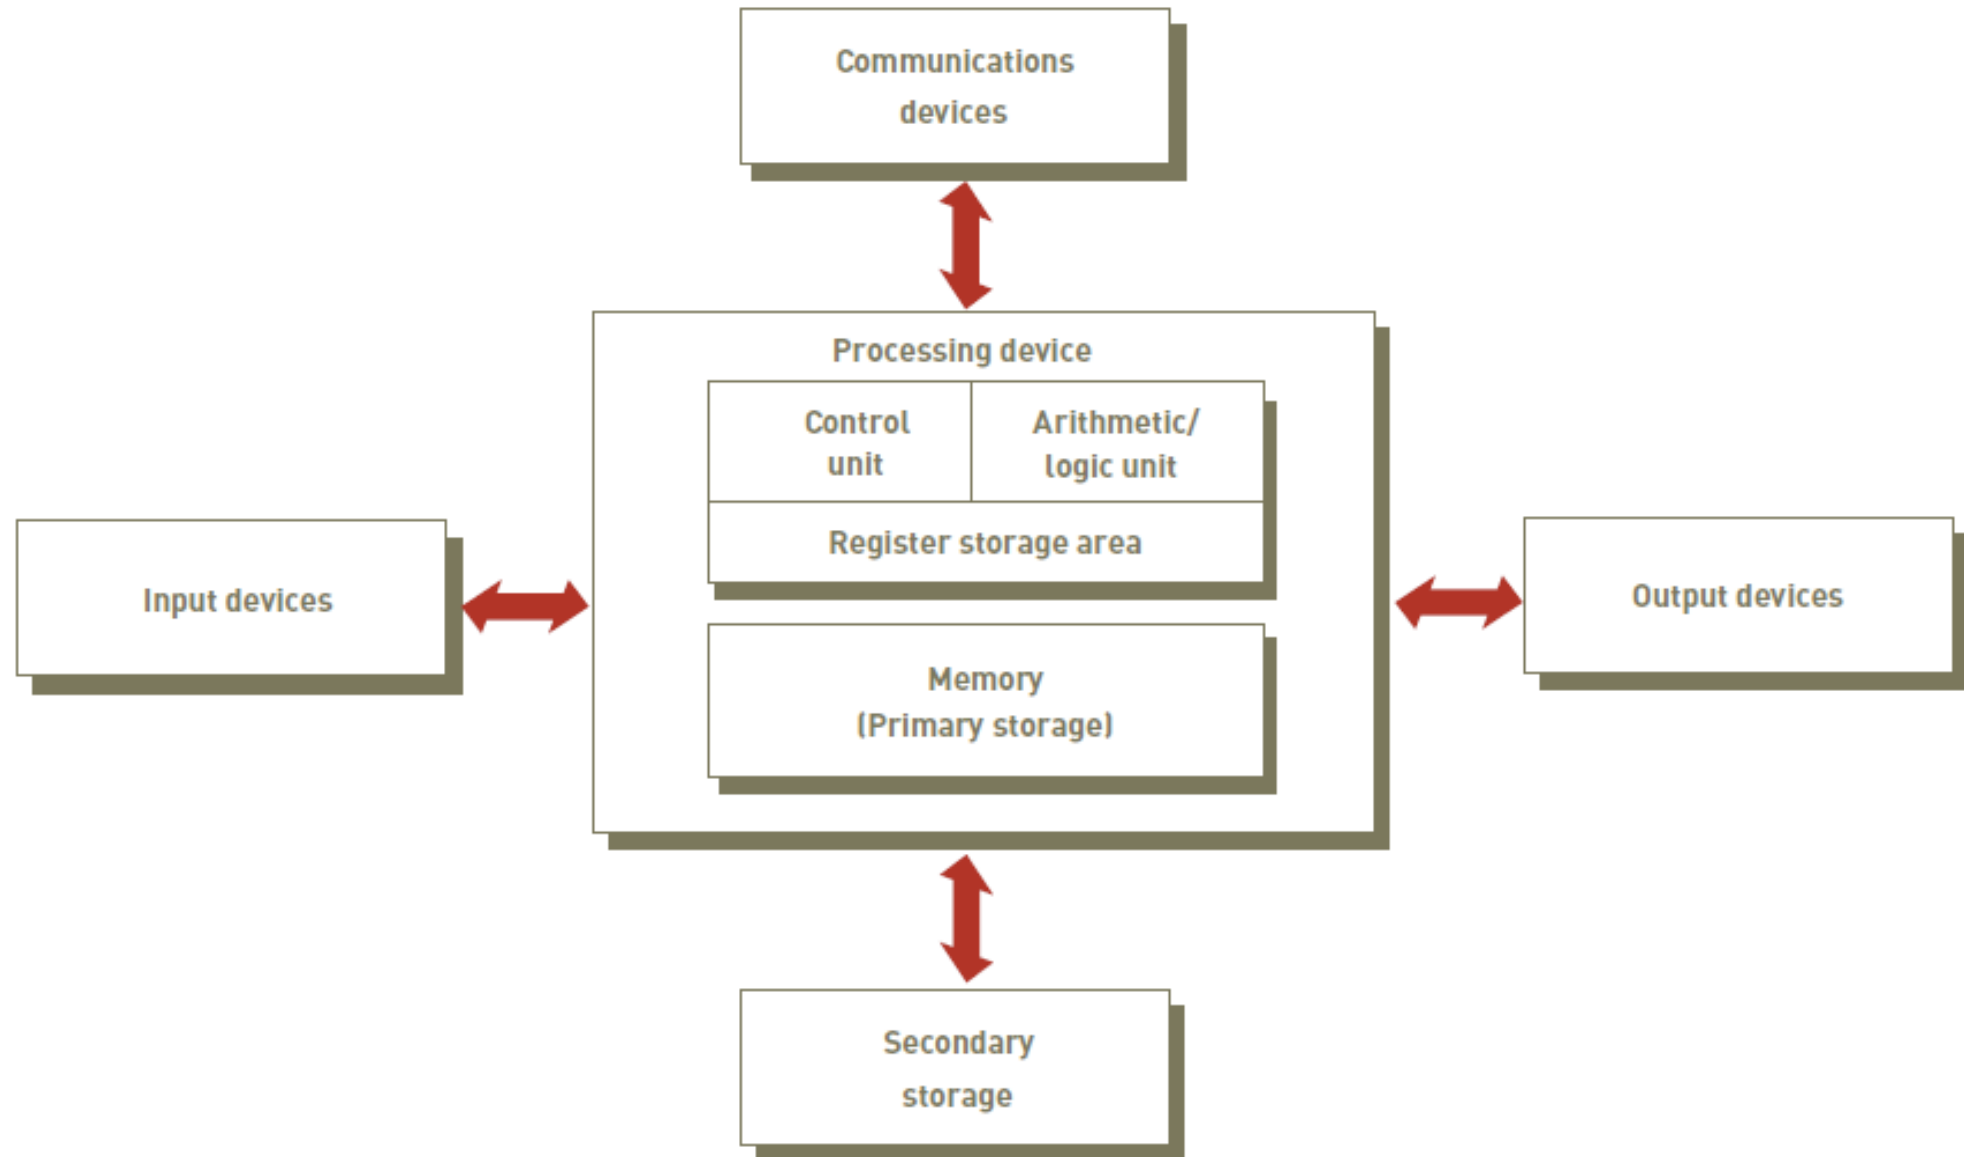 Communications
devices
Processing device
Control
unit
Arithmetic/
logic unit
Register storage area
Input devices
Output devices
Memory
(Primary storage)
Secondary
storage